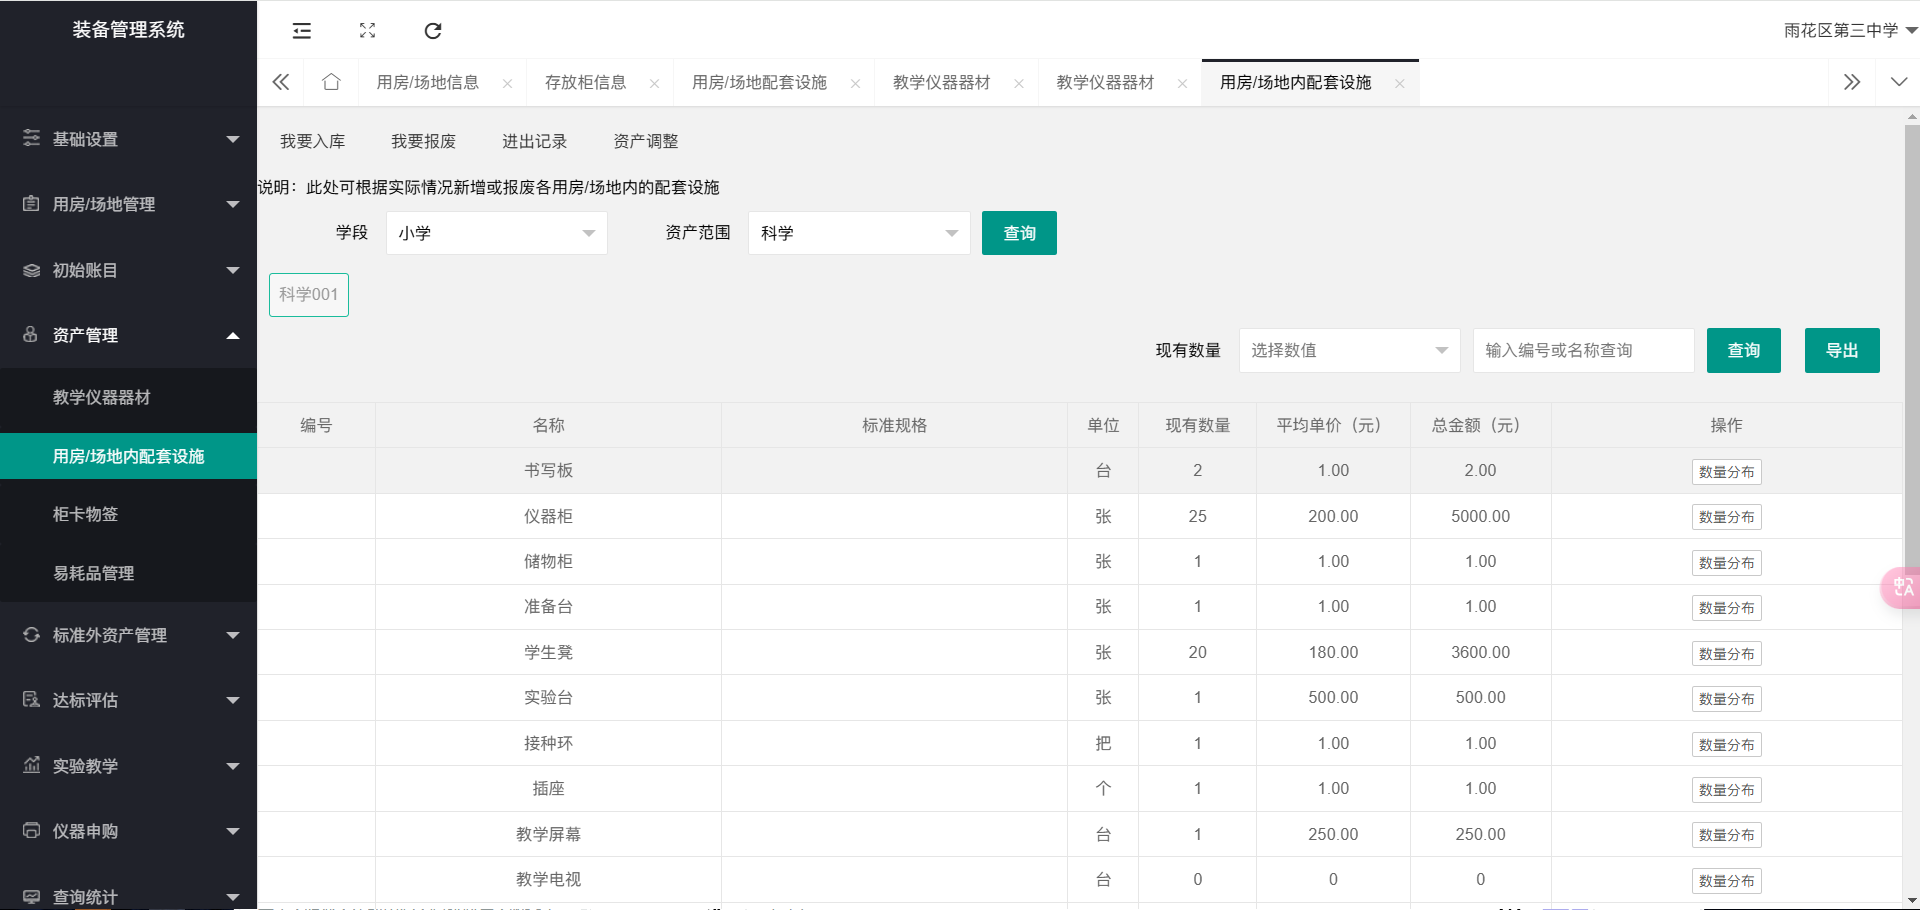 装备管理系统
雨花区第三中学
用房/场地信息
存放柜信息
用房/场地配套设施
教学仪器器材
教学仪器器材
用房/场地内配套设施
基础设置
用房/场地管理
初始账目
资产管理
教学仪器器材
用房/场地内配套设施
柜卡物签
易耗品管理
标准外资产管理
达标评估
实验教学
仪器申购
查询统计
我要入库 我要报废 进出记录 资产调整
说明：此处可根据实际情况新增或报废各用房/场地内的配套设施
学段 小学 资产范围 科学 查询
科学001
现有数量 选择数值 输入编号或名称查询 查询 导出
编号 名称 标准规格 单位 现有数量 平均单价（元） 总金额（元） 操作
书写板 台 2 1.00 2.00 数量分布
仪器柜 张 25 200.00 5000.00 数量分布
储物柜 张 1 1.00 1.00 数量分布
准备台 张 1 1.00 1.00 数量分布
学生凳 张 20 180.00 3600.00 数量分布
实验台 张 1 500.00 500.00 数量分布
接种环 把 1 1.00 1.00 数量分布
插座 个 1 1.00 1.00 数量分布
教学屏幕 台 1 250.00 250.00 数量分布
教学电视 台 0 0 0 数量分布
中A